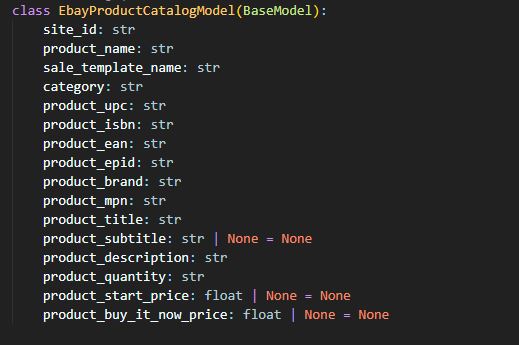 class EbayProductCatalogModel(BaseModel):
    site_id: str
    product_name: str
    sale_template_name: str
    category: str
    product_upc: str
    product_isbn: str
    product_ean: str
    product_epid: str
    product_brand: str
    product_mpn: str
    product_title: str
    product_subtitle: str | None = None
    product_description: str
    product_quantity: str
    product_start_price: float | None = None
    product_buy_it_now_price: float | None = None